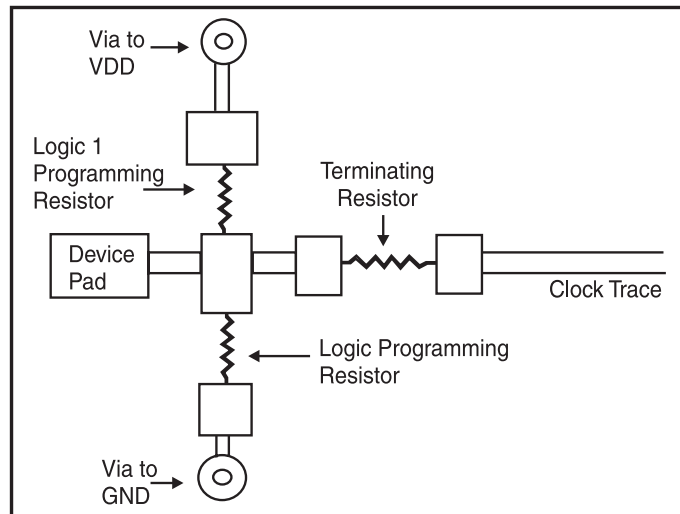 Via to
VDD
Logic 1
Programming
Resistor
Terminating
Resistor
Device
Pad
Clock Trace
Logic Programming
Resistor
Via to
GND